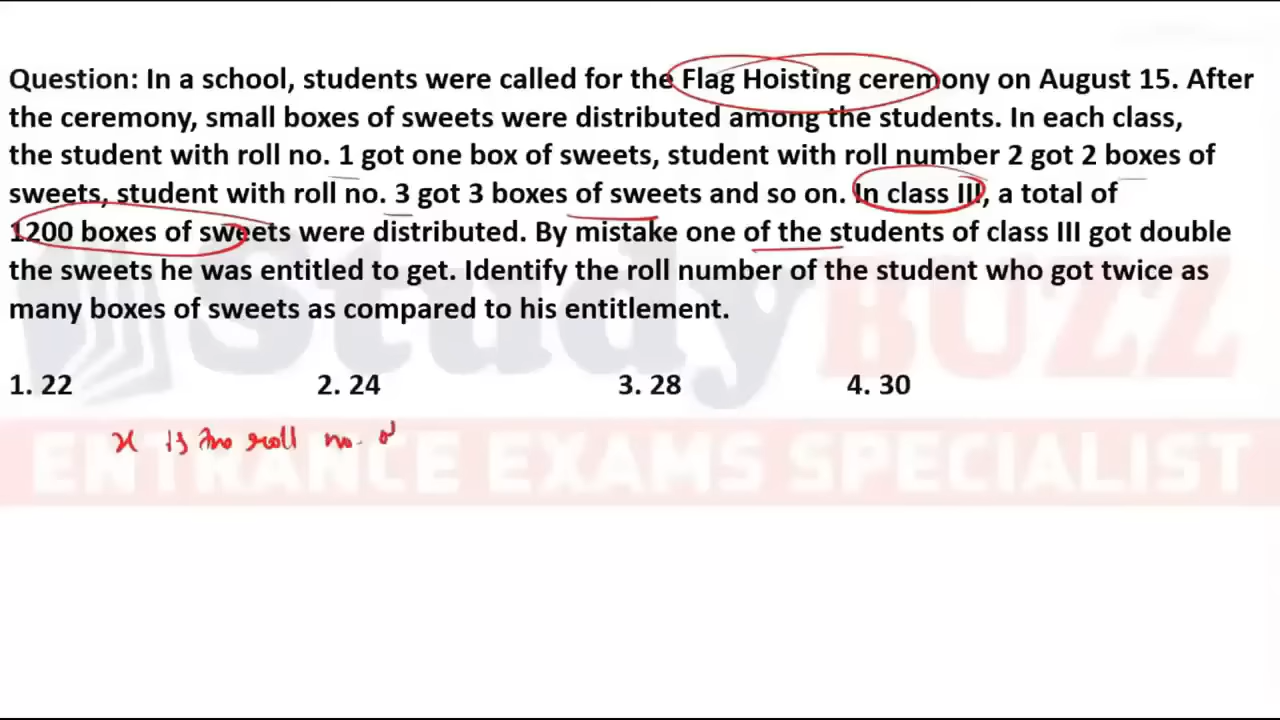 Question: In a school, students were called for the Flag Hoisting ceremony on August 15. After
the ceremony, small boxes of sweets were distributed among the students. In each class,
the student with roll no. 1 got one box of sweets, student with roll number 2 got 2 boxes of
sweets, student with roll no. 3 got 3 boxes of sweets and so on. In class III, a total of
1200 boxes of sweets were distributed. By mistake one of the students of class III got double
the sweets he was entitled to get. Identify the roll number of the student who got twice as
many boxes of sweets as compared to his entitlement.
1. 22 2. 24 3. 28 4. 30
x is the roll no. o
Study BUZZ
ENTRANCE EXAMS SPECIALIST